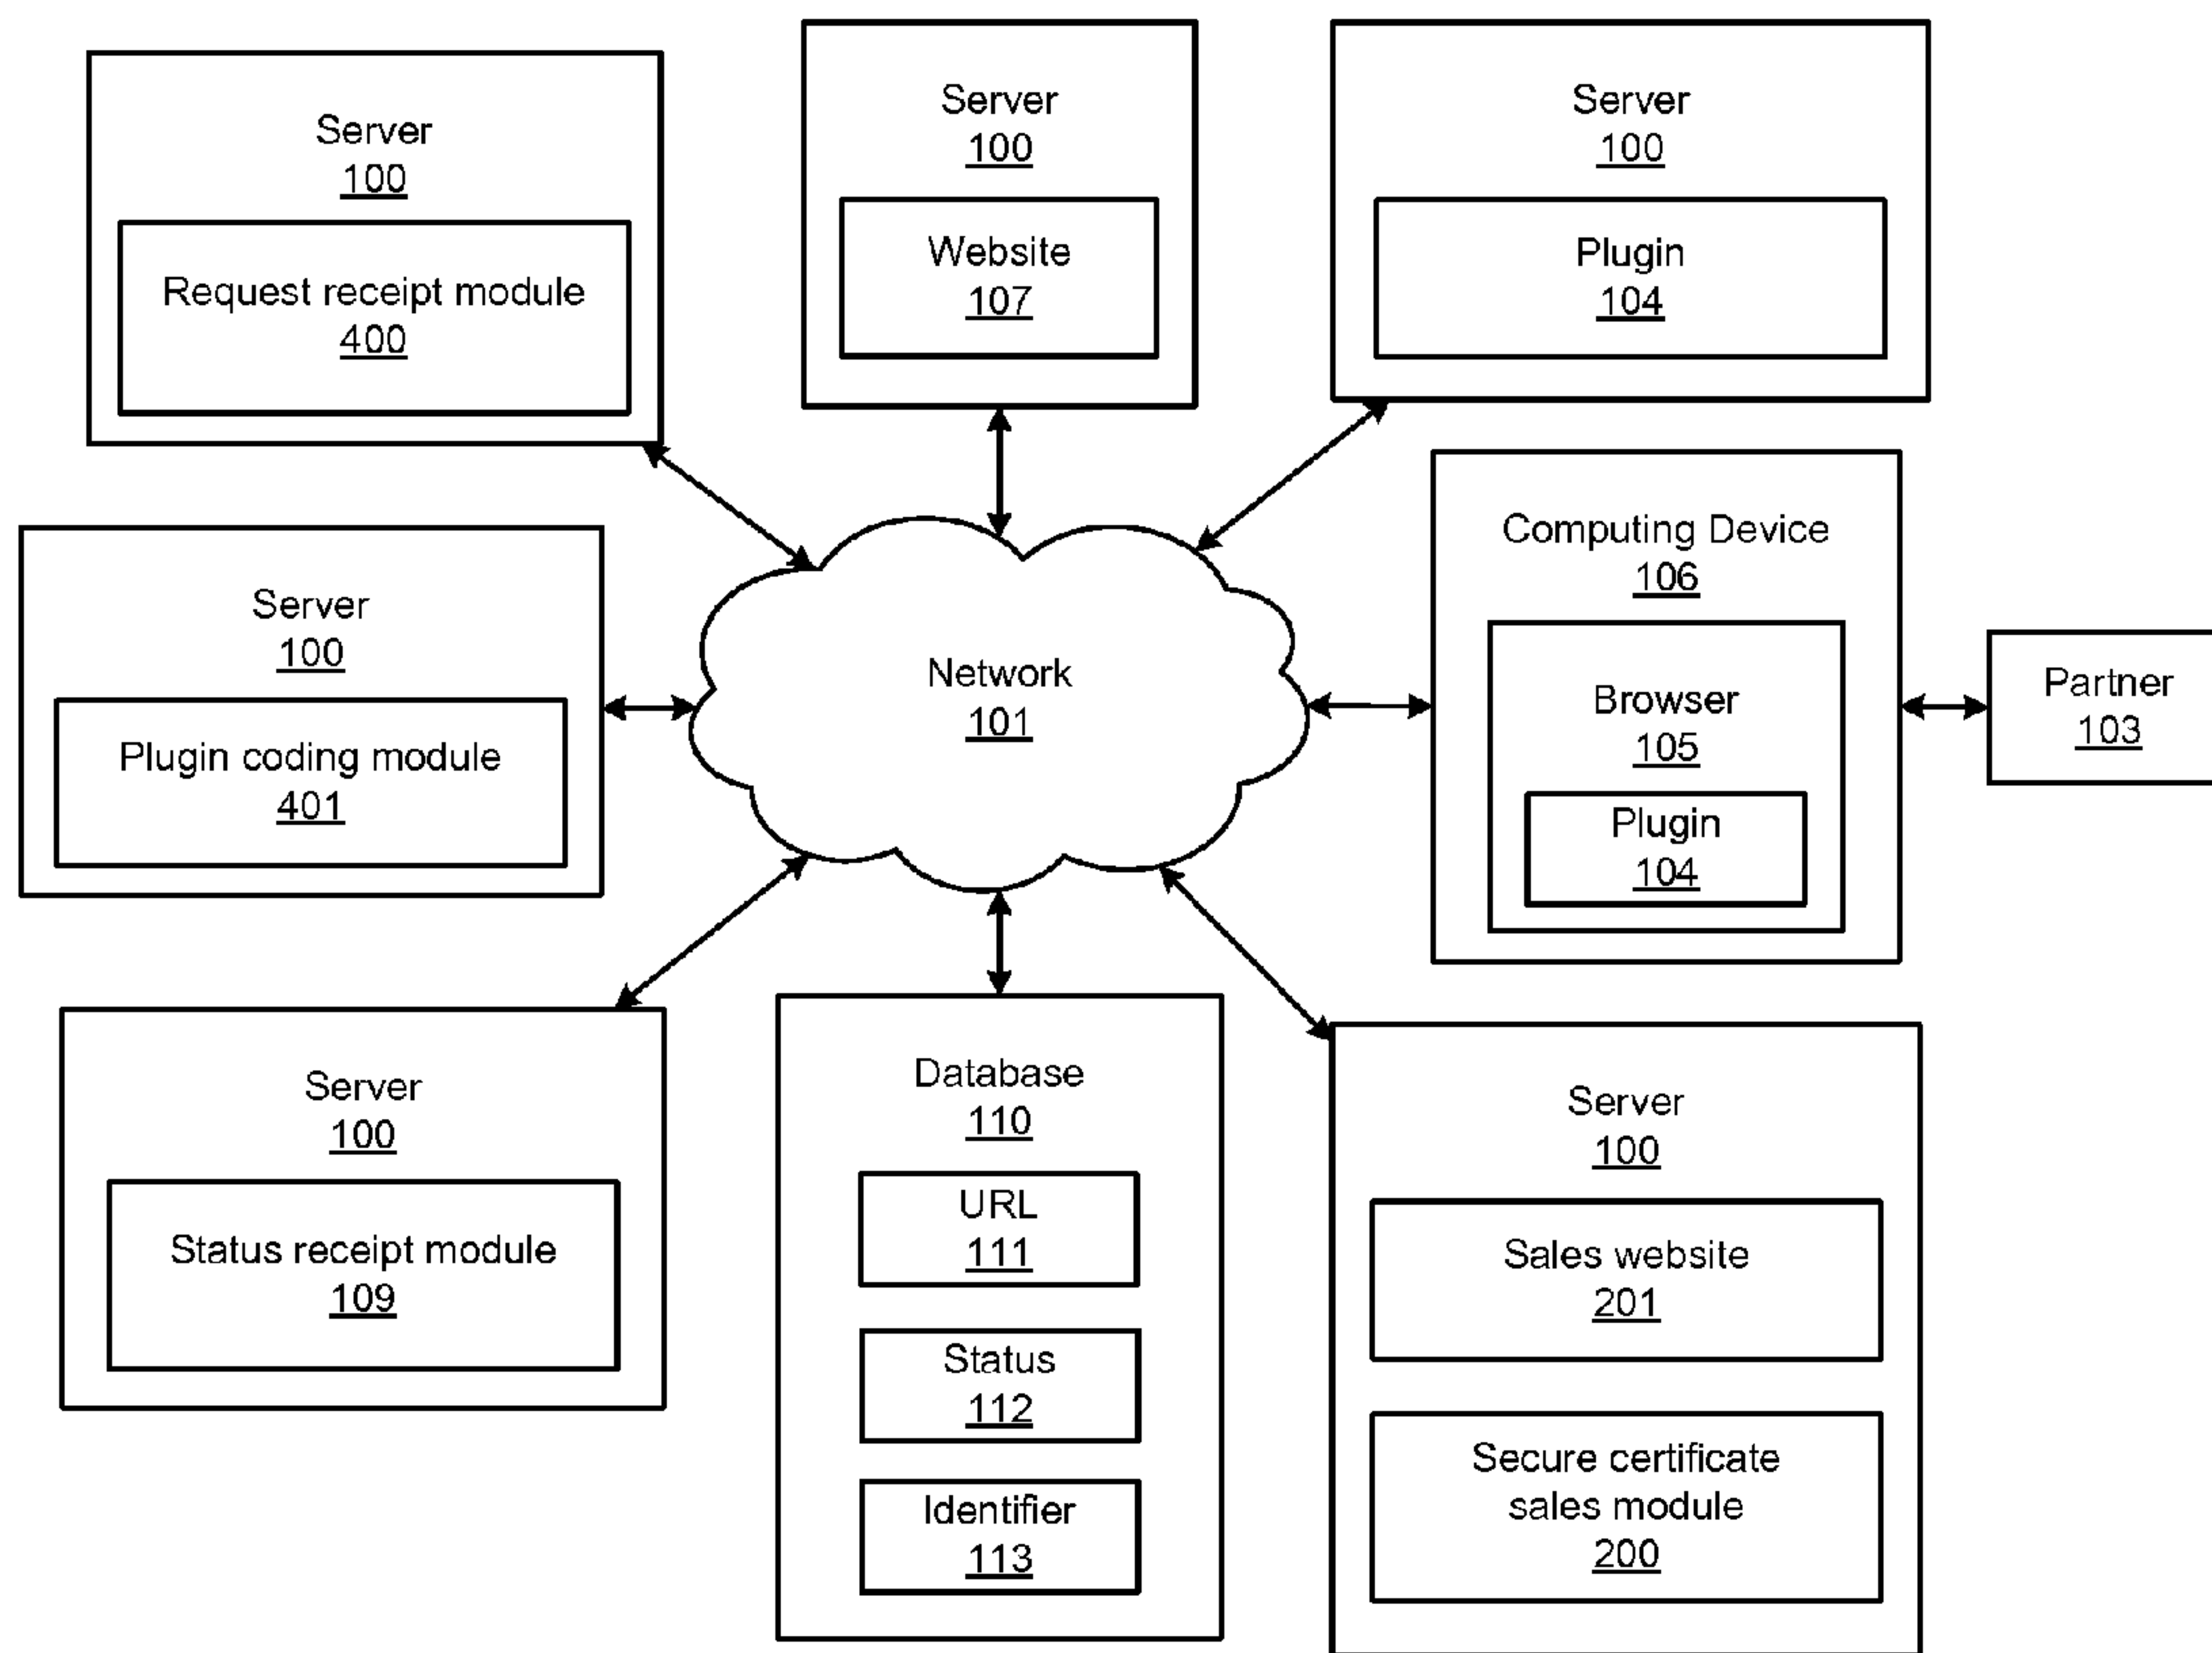 Server
100
Request receipt module
400
Server
100
Website
107
Server
100
Plugin
104
Server
100
Plugin coding module
401
Network
101
Computing Device
106
Browser
105
Plugin
104
Partner
103
Server
100
Status receipt module
109
Database
110
URL
111
Status
112
Identifier
113
Server
100
Sales website
201
Secure certificate
sales module
200